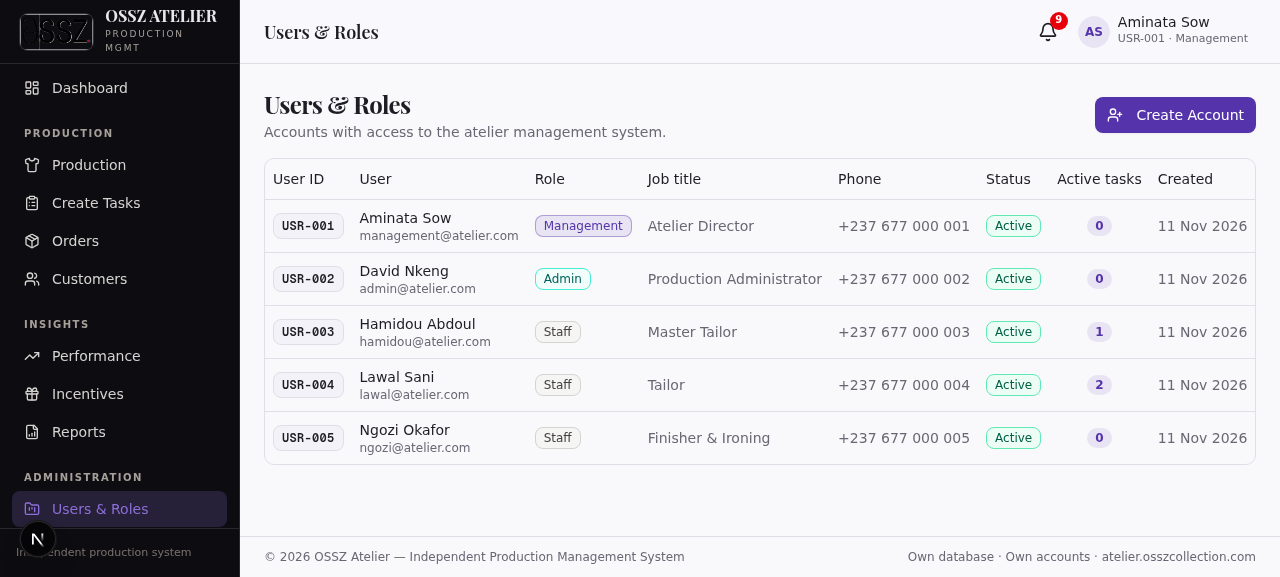 OSSZ
OSSZ ATELIER
PRODUCTION
MGMT
Dashboard
PRODUCTION
Production
Create Tasks
Orders
Customers
INSIGHTS
Performance
Incentives
Reports
ADMINISTRATION
Users & Roles
N
Independent production system
Users & Roles
9
AS
Aminata Sow
USR-001 · Management
Users & Roles
Accounts with access to the atelier management system.
Create Account
User ID User Role Job title Phone Status Active tasks Created
USR-001 Aminata Sow Management Atelier Director +237 677 000 001 Active 0 11 Nov 2026
management@atelier.com
USR-002 David Nkeng Admin Production Administrator +237 677 000 002 Active 0 11 Nov 2026
admin@atelier.com
USR-003 Hamidou Abdoul Staff Master Tailor +237 677 000 003 Active 1 11 Nov 2026
hamidou@atelier.com
USR-004 Lawal Sani Staff Tailor +237 677 000 004 Active 2 11 Nov 2026
lawal@atelier.com
USR-005 Ngozi Okafor Staff Finisher & Ironing +237 677 000 005 Active 0 11 Nov 2026
ngozi@atelier.com
© 2026 OSSZ Atelier — Independent Production Management System
Own database · Own accounts · atelier.osszcollection.com